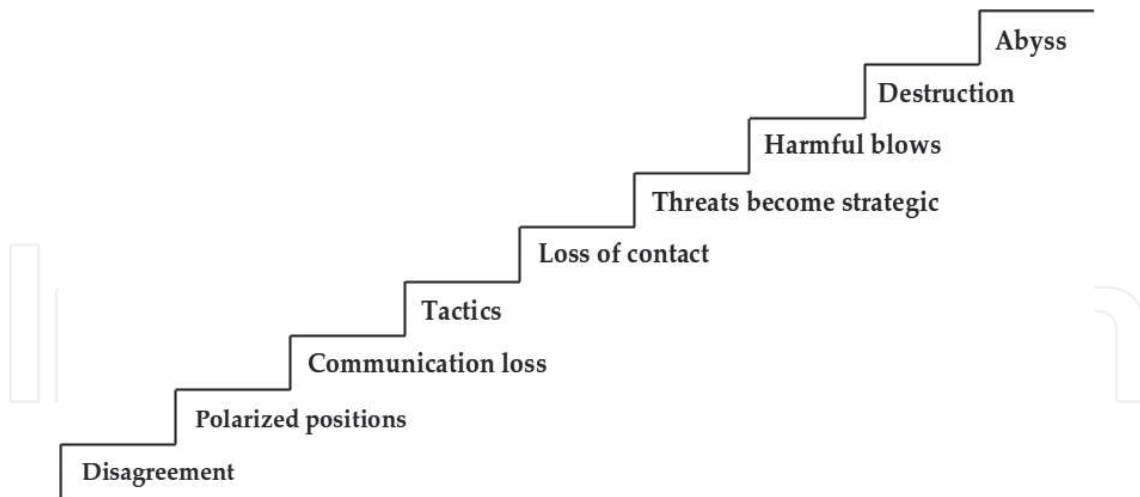 Abyss
Destruction
Harmful blows
Threats become strategic
Loss of contact
Tactics
Communication loss
Polarized positions
Disagreement